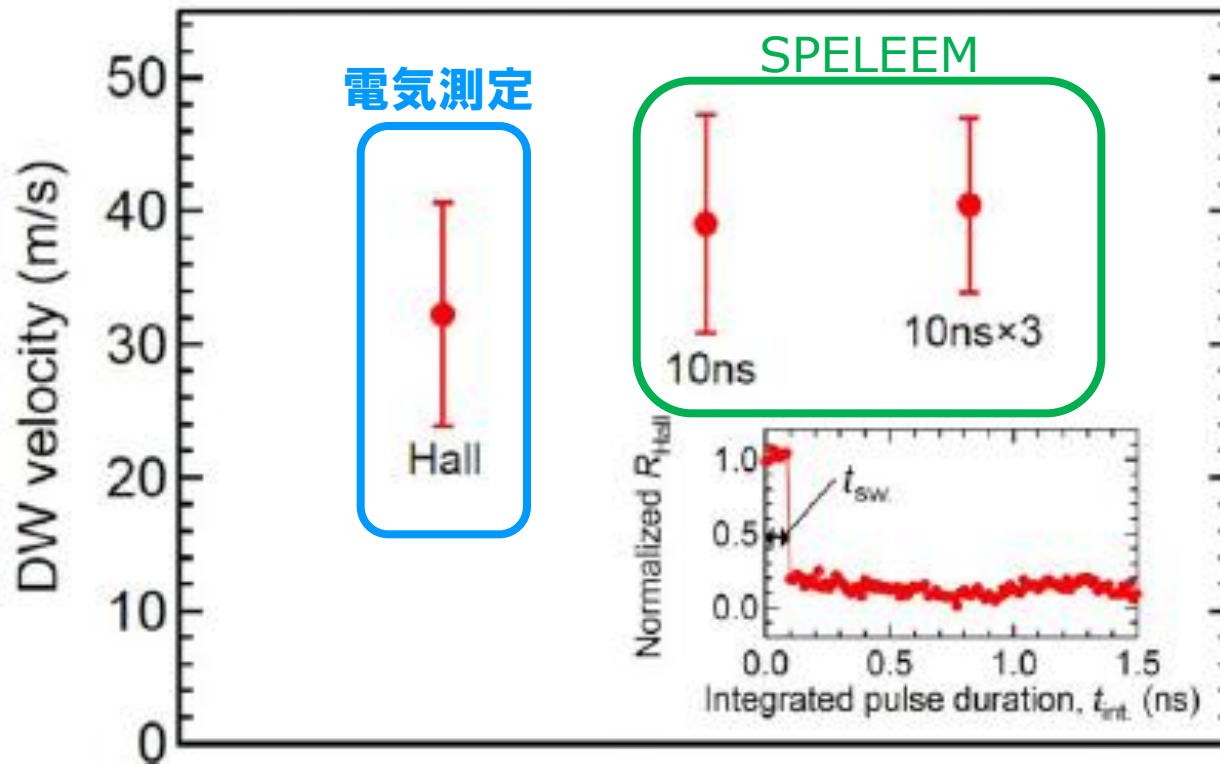 SPELEEM
電気測定
DW velocity (m/s)
50
40
30
20
10
0
Hall
10ns
10ns×3
Normalized R_Hall
1.0
0.5
0.0
t_sw.
0.0 0.5 1.0 1.5
Integrated pulse duration, t_int. (ns)